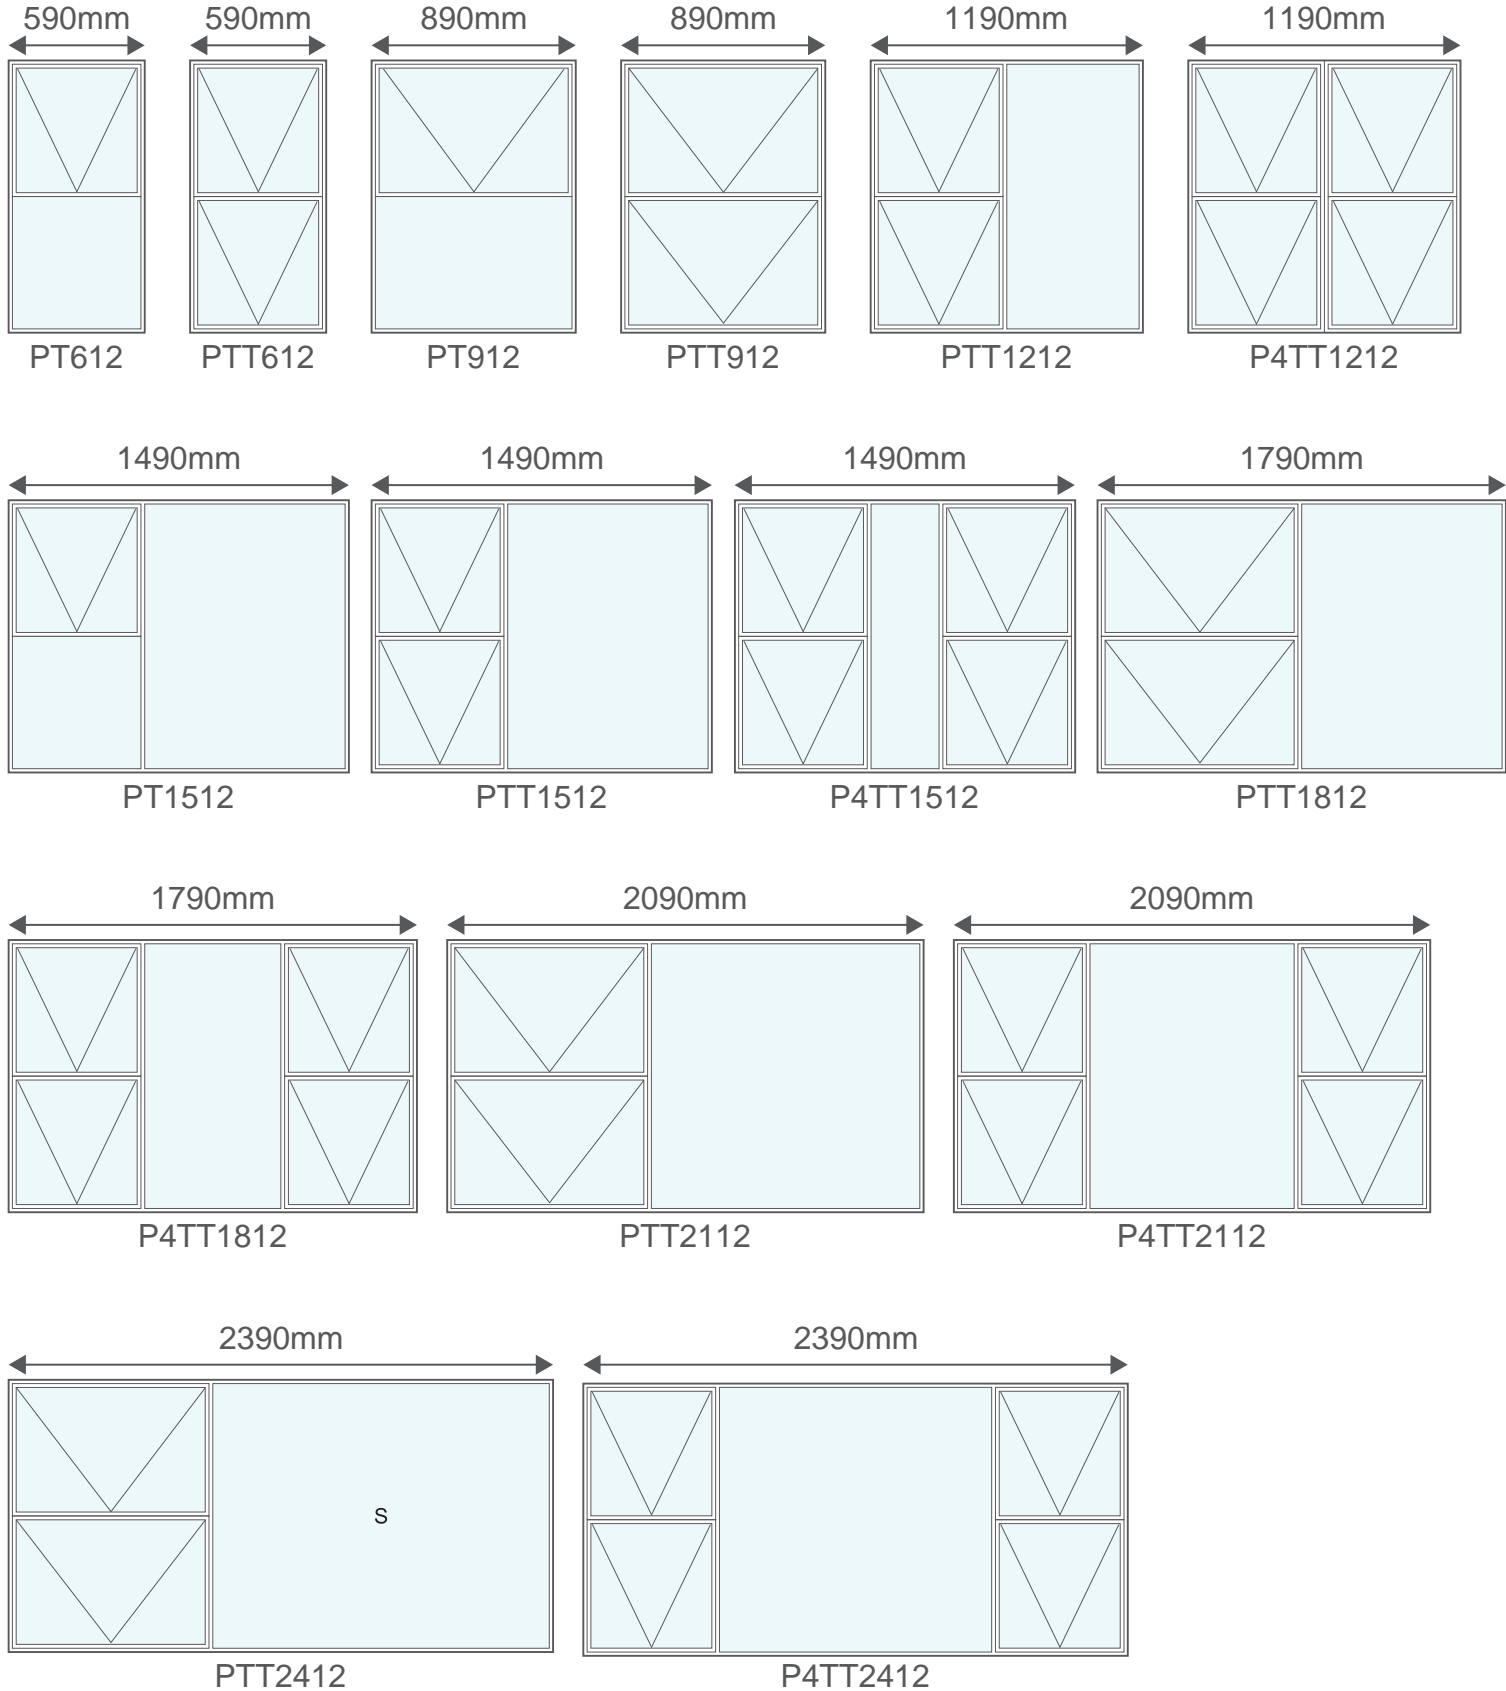 590mm 590mm 890mm 890mm 1190mm 1190mm
PT612 PTT612 PT912 PTT912 PTT1212 P4TT1212
1490mm 1490mm 1490mm 1790mm
PT1512 PTT1512 P4TT1512 PTT1812
1790mm 2090mm 2090mm
P4TT1812 PTT2112 P4TT2112
2390mm 2390mm
S
PTT2412 P4TT2412